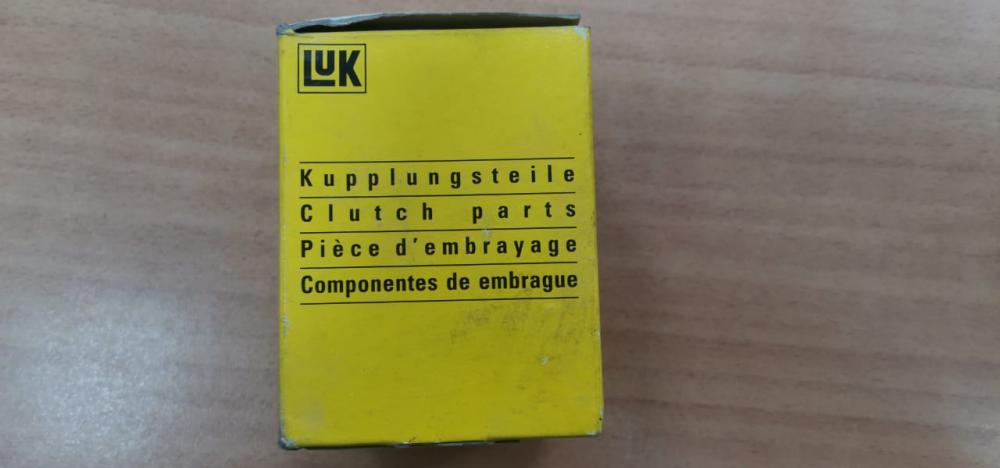 LuK
Kupplungsteile
Clutch parts
Pièce d'embrayage
Componentes de embrague